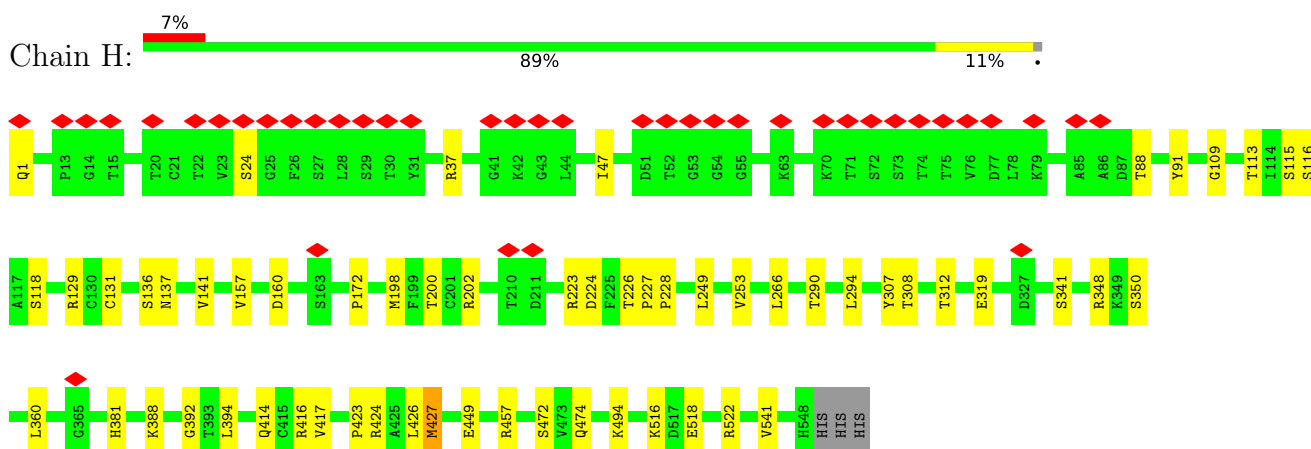 7%
Chain H:
89% 11% •
Q1 P13 G14 T15 T20 C21 T22 V23 S24 G25 F26 S27 L28 S29 T30 Y31 R37 G41 K42 G43 L44 I47 D51 T52 G53 G54 G55 K63 K70 T71 S72 S73 T74 T75 V76 D77 L78 K79 A85 A86 D87 T88 Y91 G109 T113 I114 S115 S116
A117 S118 R129 C130 C131 S136 N137 V141 V157 D160 S163 P172 M198 F199 T200 C201 R202 T210 D211 R223 D224 F225 T226 P227 P228 L249 V253 L266 T290 L294 Y307 T308 T312 E319 D327 S341 R348 K349 S350
L360 G365 H381 K388 G392 T393 L394 Q414 C415 R416 V417 P423 R424 A425 L426 M427 E449 R457 S472 V473 Q474 K494 K516 D517 E518 R522 V541 H548 HIS HIS HIS